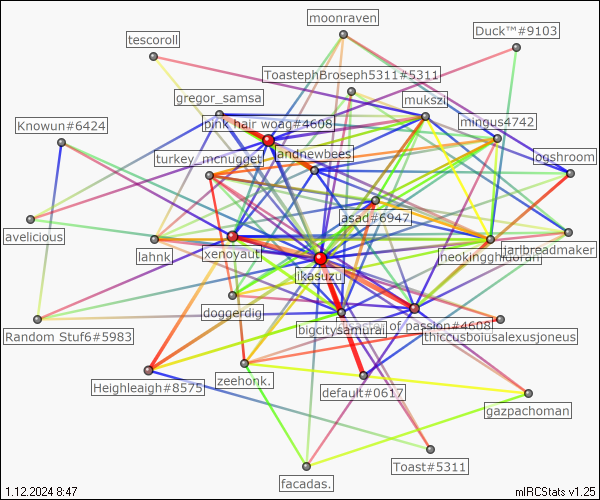 moonraven
Duck™#9103
tescoroll
ToastephBroseph5311#5311
gregor_samsa
mukszi
pink hair woag#4608
minous4742
Knowun#6424
turkey_mcnugget
landnewbees
ogshroom
asad#6947
avelicious
lahnk
xenoyaut
neokingghidorah
jarlbreadmaker
ikasuzu
doggerdig
bigcitysamurai
of passion#4608
Random Stuf6#5983
thiccusboiusalexusjoneus
Heighleaigh#8575
zeehonk.
default#0617
gazpachoman
Toast#5311
facadas.
1.12.2024 8:47
mIRCStats v1.25